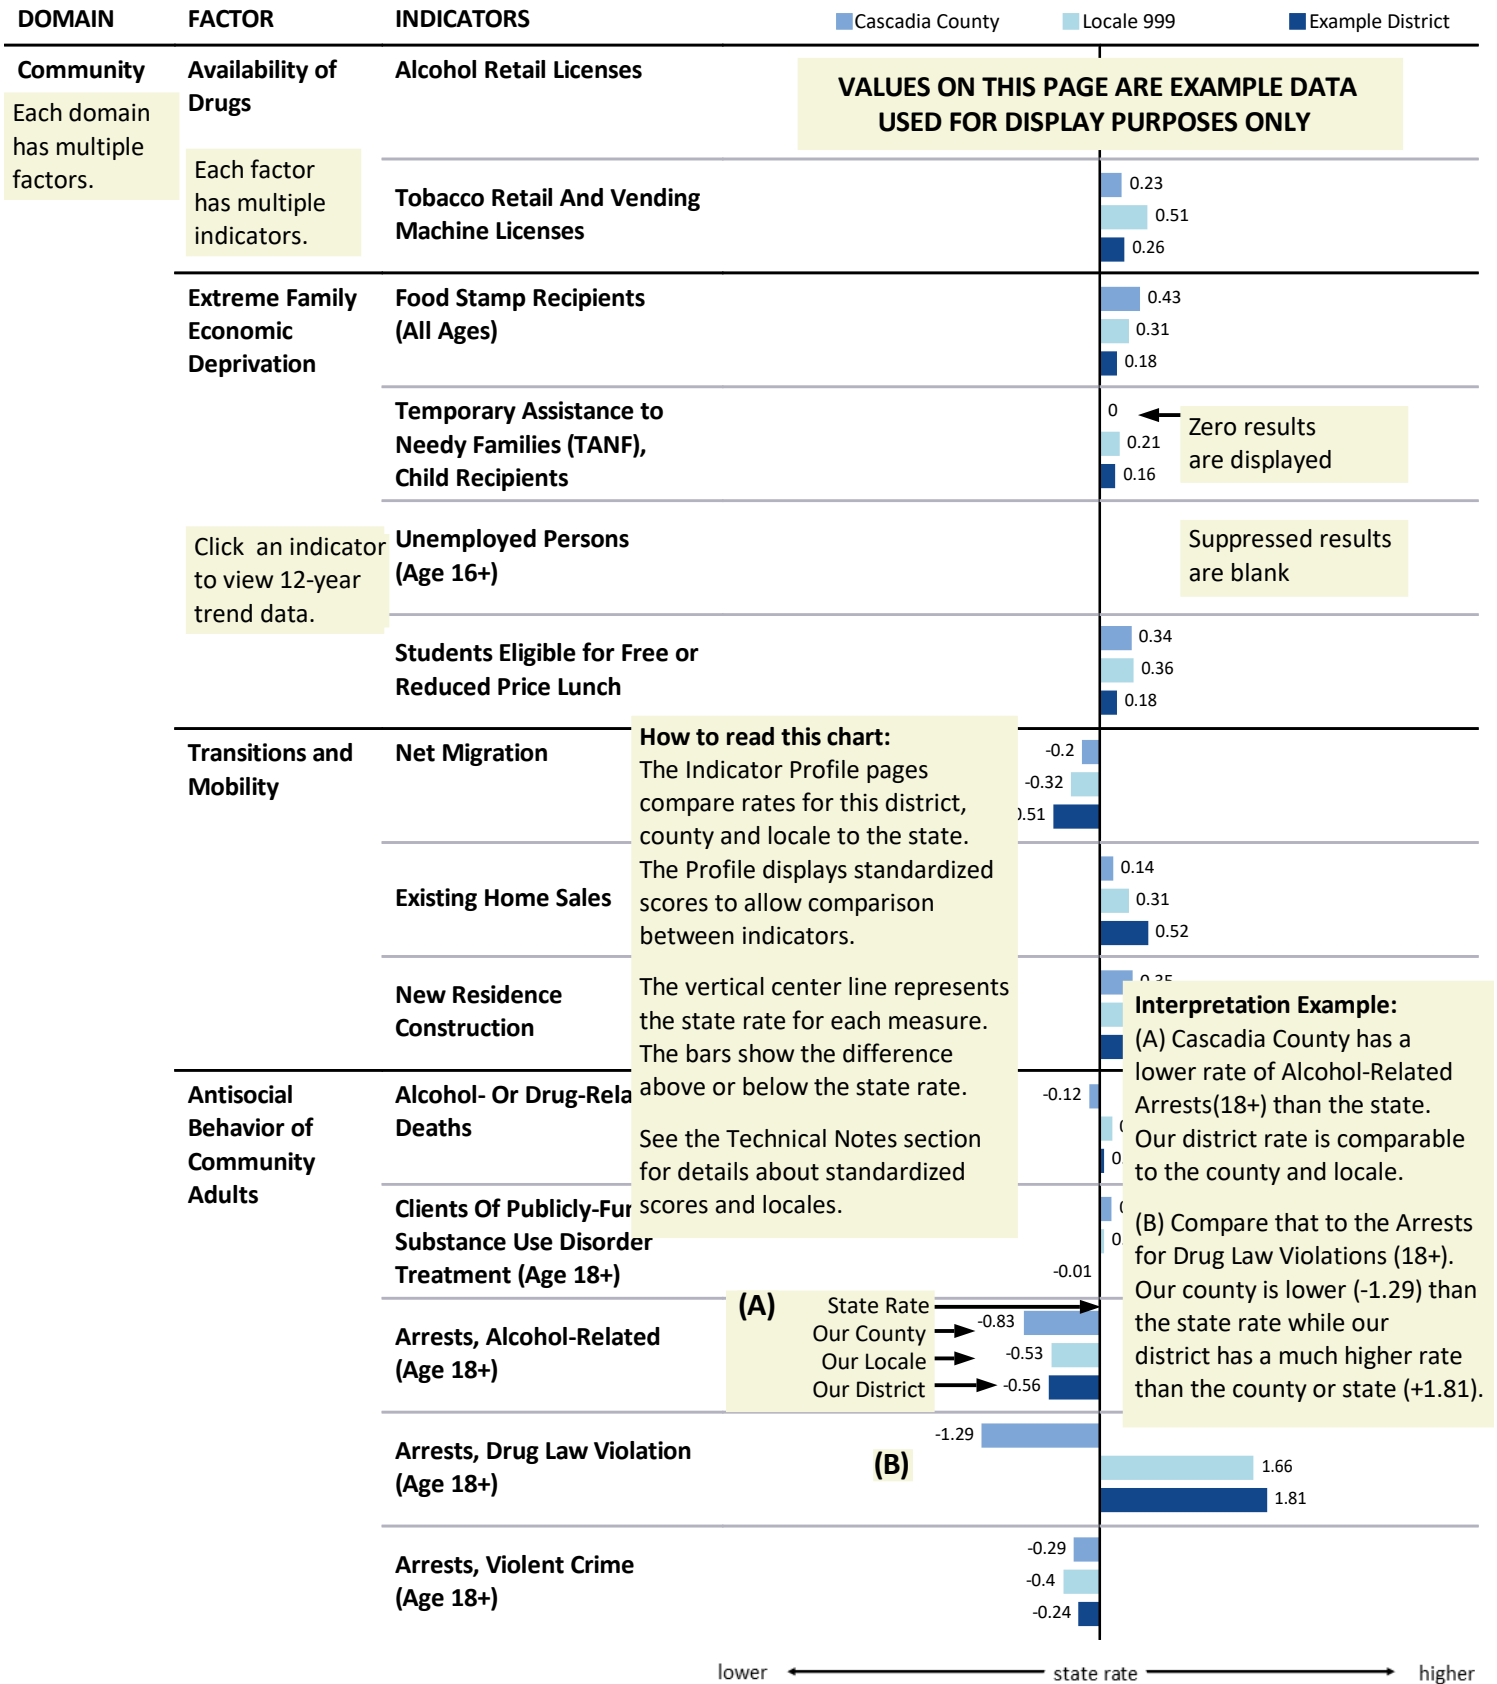 DOMAIN FACTOR INDICATORS Cascadia County Locale 999 Example District
Community
Each domain
has multiple
factors.
Availability of
Drugs
Each factor
has multiple
indicators.
Alcohol Retail Licenses
VALUES ON THIS PAGE ARE EXAMPLE DATA
USED FOR DISPLAY PURPOSES ONLY
Tobacco Retail And Vending
Machine Licenses
0.23
0.51
0.26
Extreme Family
Economic
Deprivation
Food Stamp Recipients
(All Ages)
0.43
0.31
0.18
Temporary Assistance to
Needy Families (TANF),
Child Recipients
0
0.21
0.16
Zero results
are displayed
Click an indicator
to view 12-year
trend data.
Unemployed Persons
(Age 16+)
Suppressed results
are blank
Students Eligible for Free or
Reduced Price Lunch
0.34
0.36
0.18
Transitions and
Mobility
Net Migration
-0.2
-0.32
.51
How to read this chart:
The Indicator Profile pages
compare rates for this district,
county and locale to the state.
The Profile displays standardized
scores to allow comparison
between indicators.
The vertical center line represents
the state rate for each measure.
The bars show the difference
above or below the state rate.
See the Technical Notes section
for details about standardized
scores and locales.
Existing Home Sales
0.14
0.31
0.52
New Residence
Construction
Interpretation Example:
(A) Cascadia County has a
lower rate of Alcohol-Related
Arrests(18+) than the state.
Our district rate is comparable
to the county and locale.
(B) Compare that to the Arrests
for Drug Law Violations (18+).
Our county is lower (-1.29) than
the state rate while our
district has a much higher rate
than the county or state (+1.81).
Antisocial
Behavior of
Community
Adults
Alcohol- Or Drug-Rela
Deaths
-0.12
0.
Clients Of Publicly-Fu
Substance Use Disorder
Treatment (Age 18+)
0.
-0.01
Arrests, Alcohol-Related
(Age 18+)
(A) State Rate
Our County -0.83
Our Locale -0.53
Our District -0.56
Arrests, Drug Law Violation
(Age 18+)
(B)
-1.29
1.66
1.81
Arrests, Violent Crime
(Age 18+)
-0.29
-0.4
-0.24
lower state rate higher